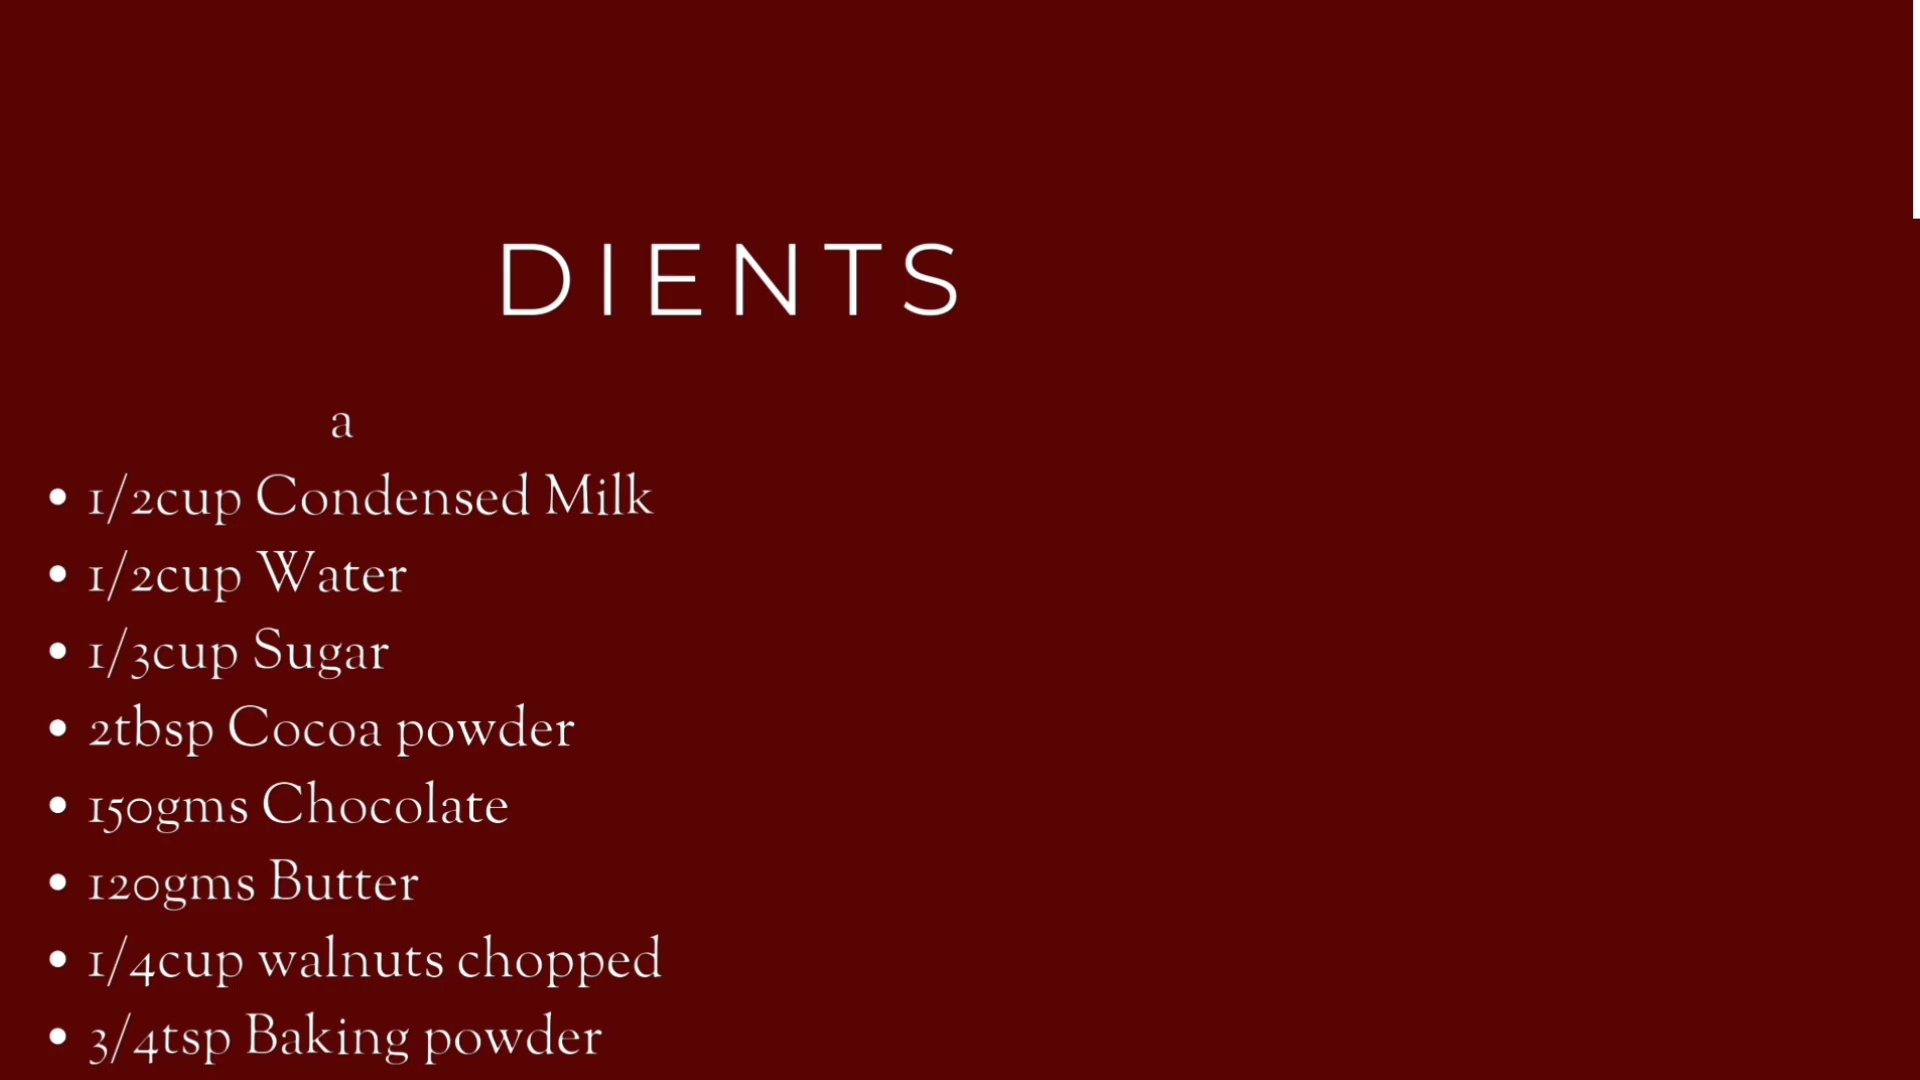 DIENTS
a
• 1/2cup Condensed Milk
• 1/2cup Water
• 1/3cup Sugar
• 2tbsp Cocoa powder
• 150gms Chocolate
• 120gms Butter
• 1/4cup walnuts chopped
• 3/4tsp Baking powder